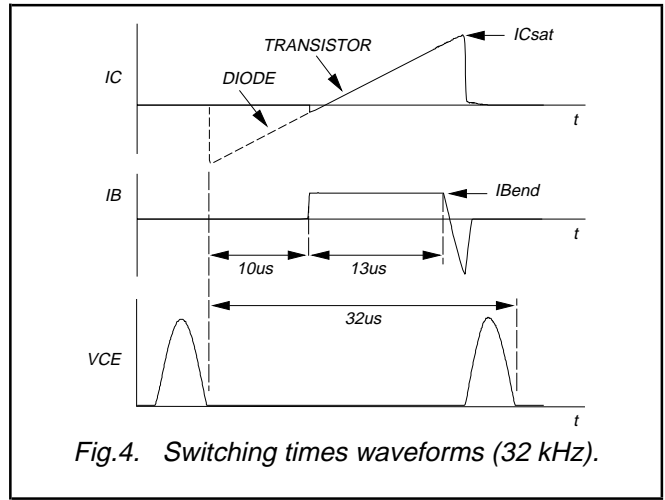 ICsat
TRANSISTOR
IC
DIODE
t
IB
IBend
t
10us
13us
32us
VCE
t
Fig.4. Switching times waveforms (32 kHz).